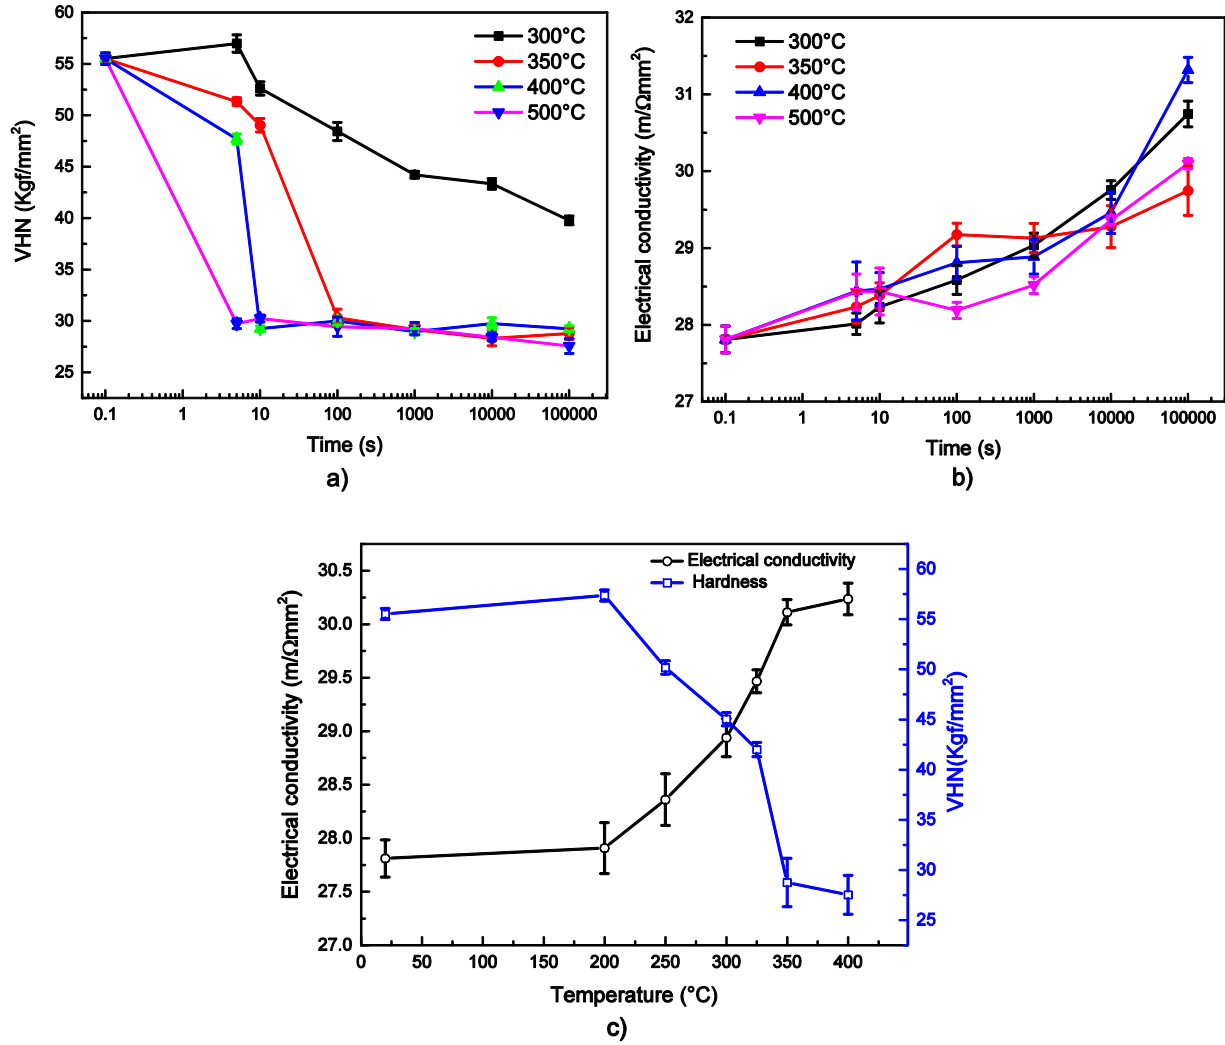 60
55
50
45
40
35
30
25
VHN (Kgf/mm²)
300°C
350°C
400°C
500°C
0.1 1 10 100 1000 10000 100000
Time (s)
a)
32
31
30
29
28
27
Electrical conductivity (m/Ωmm²)
300°C
350°C
400°C
500°C
0.1 1 10 100 1000 10000 100000
Time (s)
b)
30.5
30.0
29.5
29.0
28.5
28.0
27.5
27.0
Electrical conductivity (m/Ωmm²)
Electrical conductivity
Hardness
60
55
50
45
40
35
30
25
VHN(Kgf/mm²)
0 50 100 150 200 250 300 350 400
Temperature (°C)
c)